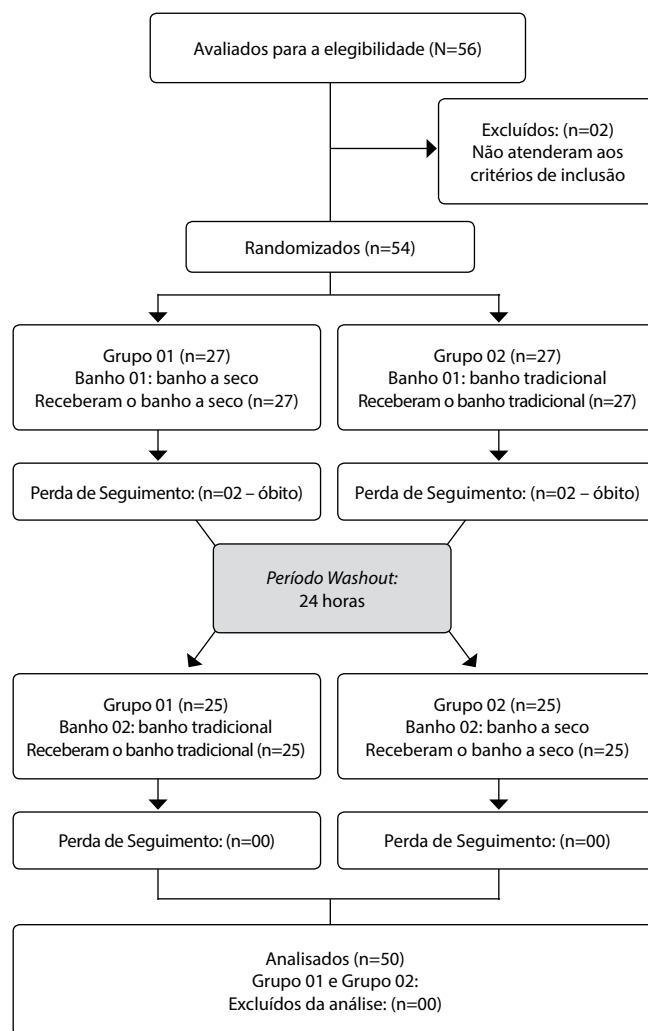 Avaliados para a elegibilidade (N=56)
Excluídos: (n=02)
Não atenderam aos
critérios de inclusão
Randomizados (n=54)
Grupo 01 (n=27)
Banho 01: banho a seco
Receberam o banho a seco (n=27)
Grupo 02 (n=27)
Banho 01: banho tradicional
Receberam o banho tradicional (n=27)
Perda de Seguimento: (n=02 – óbito)
Perda de Seguimento: (n=02 – óbito)
Período Washout:
24 horas
Grupo 01 (n=25)
Banho 02: banho tradicional
Receberam o banho tradicional (n=25)
Grupo 02 (n=25)
Banho 02: banho a seco
Receberam o banho a seco (n=25)
Perda de Seguimento: (n=00)
Perda de Seguimento: (n=00)
Analisados (n=50)
Grupo 01 e Grupo 02:
Excluídos da análise: (n=00)